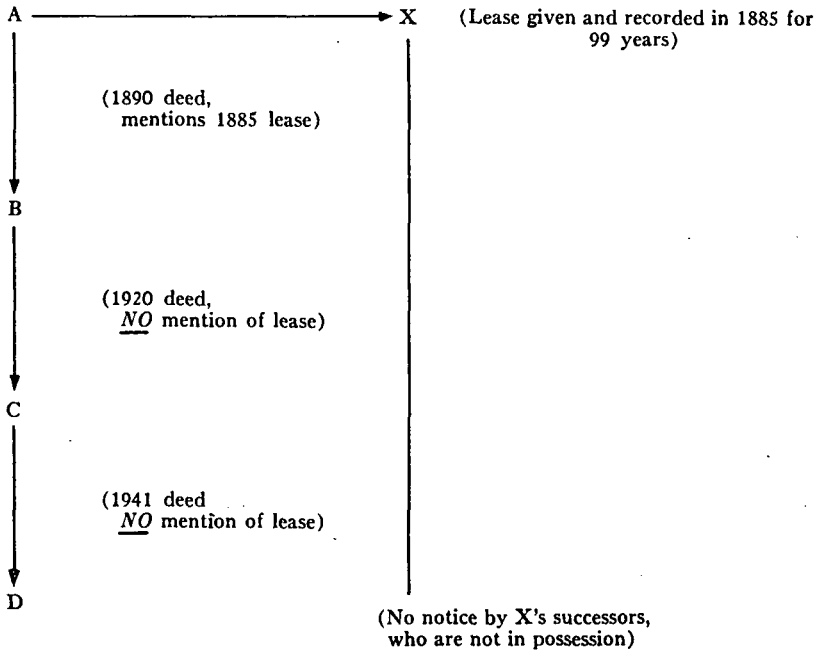 A X (Lease given and recorded in 1885 for
99 years)
(1890 deed,
mentions 1885 lease)
B
(1920 deed,
NO mention of lease)
C
(1941 deed
NO mention of lease)
D
(No notice by X's successors,
who are not in possession)